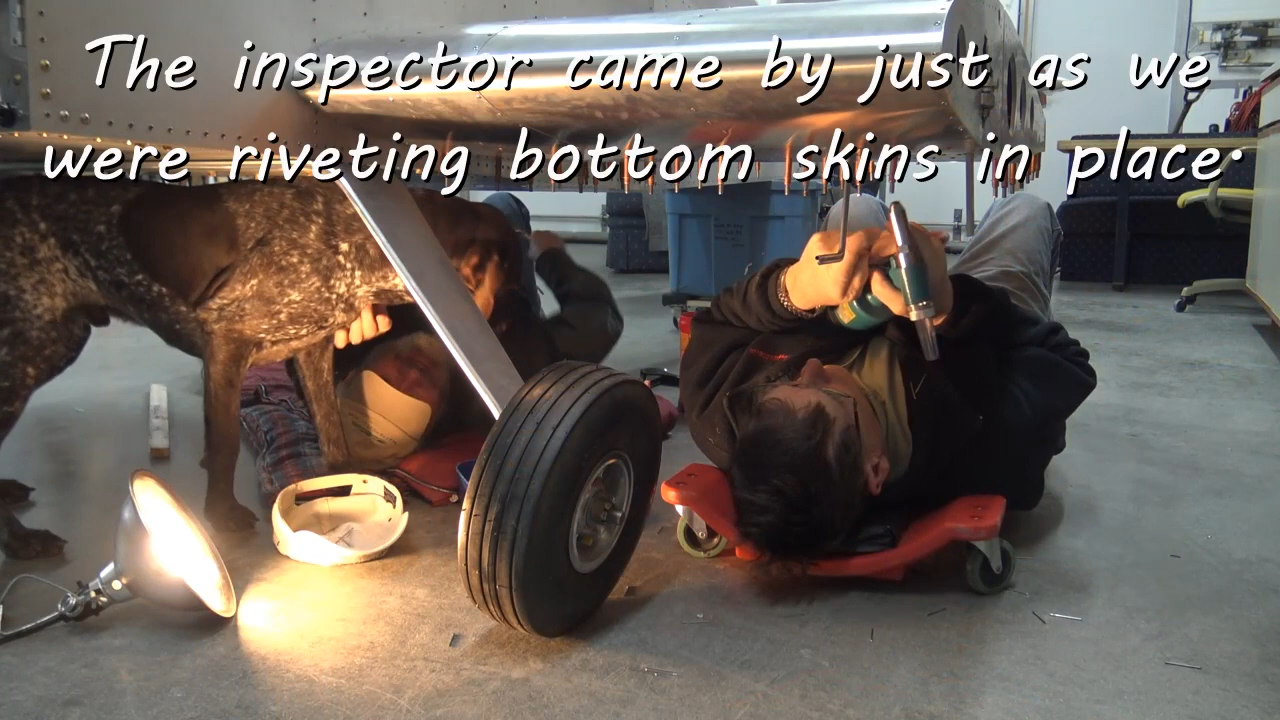 The inspector came by just as we
were riveting bottom skins in place.